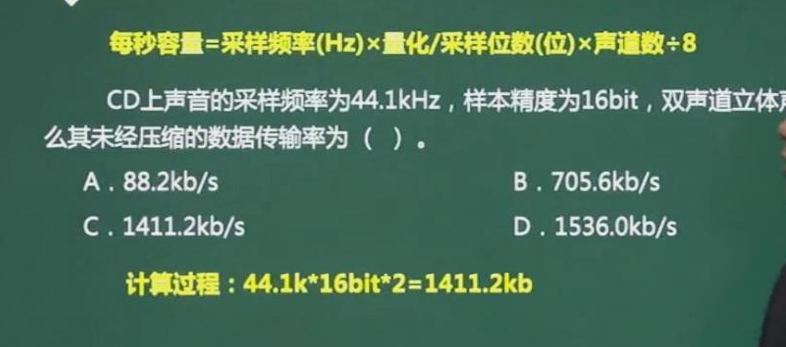 每秒容量=采样频率(Hz)×量化/采样位数(位)×声道数÷8
CD上声音的采样频率为44.1kHz，样本精度为16bit，双声道立体
么其未经压缩的数据传输率为（ ）。
A．88.2kb/s
B．705.6kb/s
C．1411.2kb/s
D．1536.0kb/s
计算过程：44.1k*16bit*2=1411.2kb